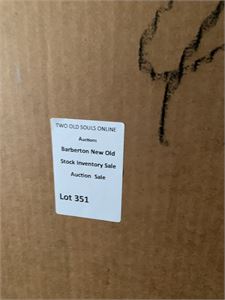 TWO OLD SOULS ONLINE
Auctions
Barberton New Old
Stock Inventory Sale
Auction Sale
Lot 351